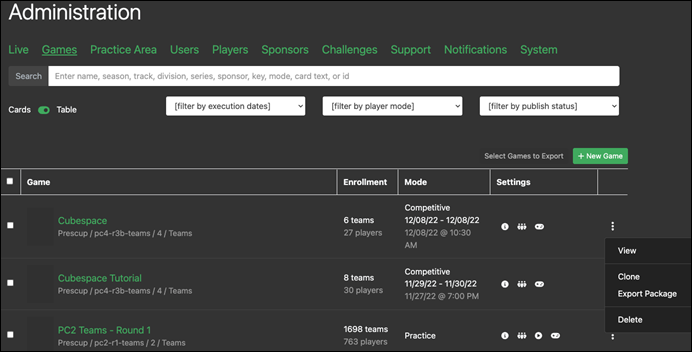 Administration
Live Games Practice Area Users Players Sponsors Challenges Support Notifications System
Search Enter name, season, track, division, series, sponsor, key, mode, card text, or id
Cards Table [filter by execution dates] [filter by player mode] [filter by publish status]
Select Games to Export + New Game
Game Enrollment Mode Settings
Cubespace
Prescup / pc4-r3b-teams / 4 / Teams
6 teams
27 players
Competitive
12/08/22 - 12/08/22
12/08/22 @ 10:30
AM
View
Clone
Export Package
Delete
Cubespace Tutorial
Prescup / pc4-r3b-teams / 4 / Teams
8 teams
30 players
Competitive
11/29/22 - 11/30/22
11/27/22 @ 7:00 PM
PC2 Teams - Round 1
Prescup / pc2-r1-teams / 2 / Teams
1698 teams
763 players
Practice